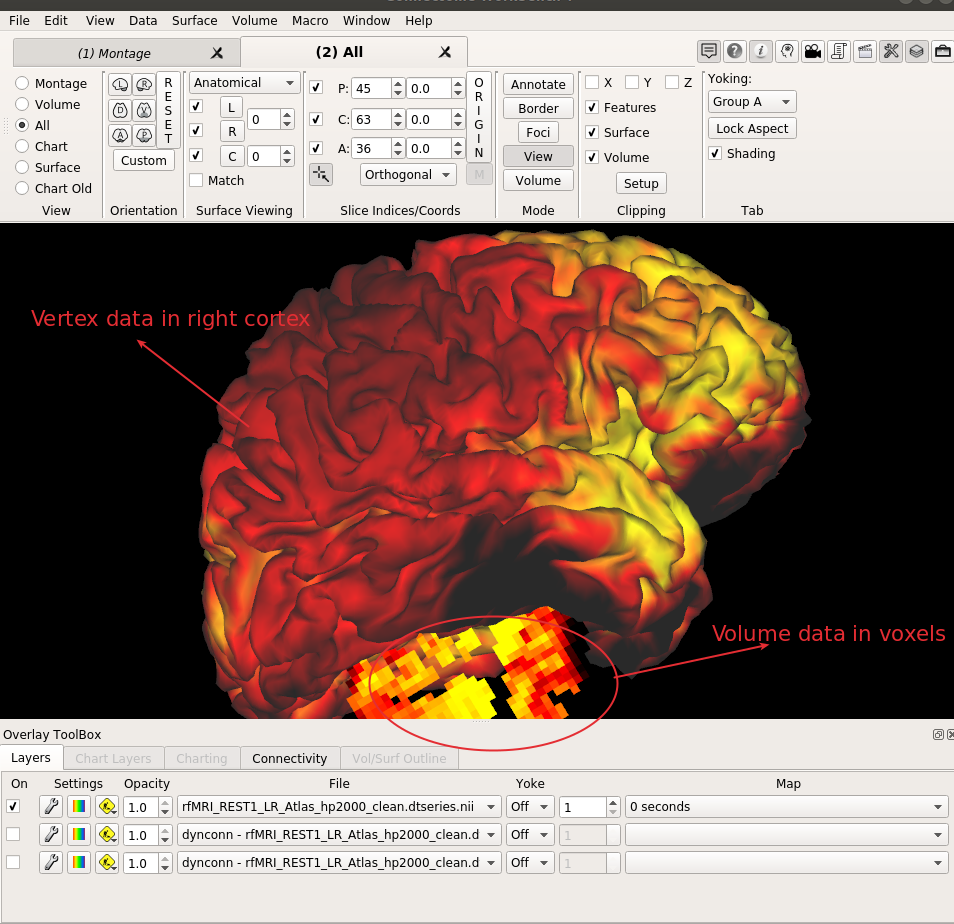 File Edit View Data Surface Volume Macro Window Help
(1) Montage (2) All
Montage
Volume
All
Chart
Surface
Chart Old
View
L R
D V
A P
RESET
Custom
Orientation
Anatomical
L
R
C
0
0
Match
Surface Viewing
P: 45 0.0
C: 63 0.0
A: 36 0.0
ORIGIN
Orthogonal M
Slice Indices/Coords
Annotate
Border
Foci
View
Volume
Mode
X Y Z
Features
Surface
Volume
Setup
Clipping
Yoking:
Group A
Lock Aspect
Shading
Tab
Vertex data in right cortex
Volume data in voxels
Overlay ToolBox
Layers Chart Layers Charting Connectivity Vol/Surf Outline
On Settings Opacity File Yoke Map
1.0 rfMRI_REST1_LR_Atlas_hp2000_clean.dtseries.nii Off 1 0 seconds
1.0 dynconn - rfMRI_REST1_LR_Atlas_hp2000_clean.d Off 1
1.0 dynconn - rfMRI_REST1_LR_Atlas_hp2000_clean.d Off 1